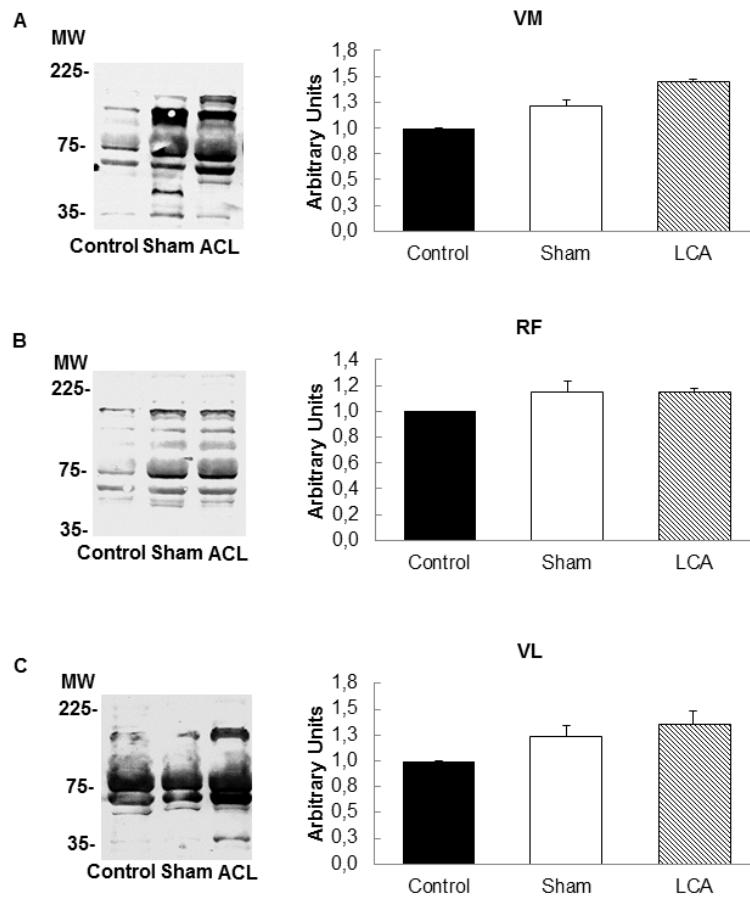 A
MW
225-
75-
35-
Control Sham ACL
VM
Arbitrary Units
1,8
1,5
1,3
1,0
0,8
0,5
0,3
0,0
Control Sham LCA
B
MW
225-
75-
35-
Control Sham ACL
RF
Arbitrary Units
1,4
1,2
1,0
0,8
0,6
0,4
0,2
0,0
Control Sham LCA
C
MW
225-
75-
35-
Control Sham ACL
VL
Arbitrary Units
1,8
1,5
1,3
1,0
0,8
0,5
0,3
0,0
Control Sham LCA